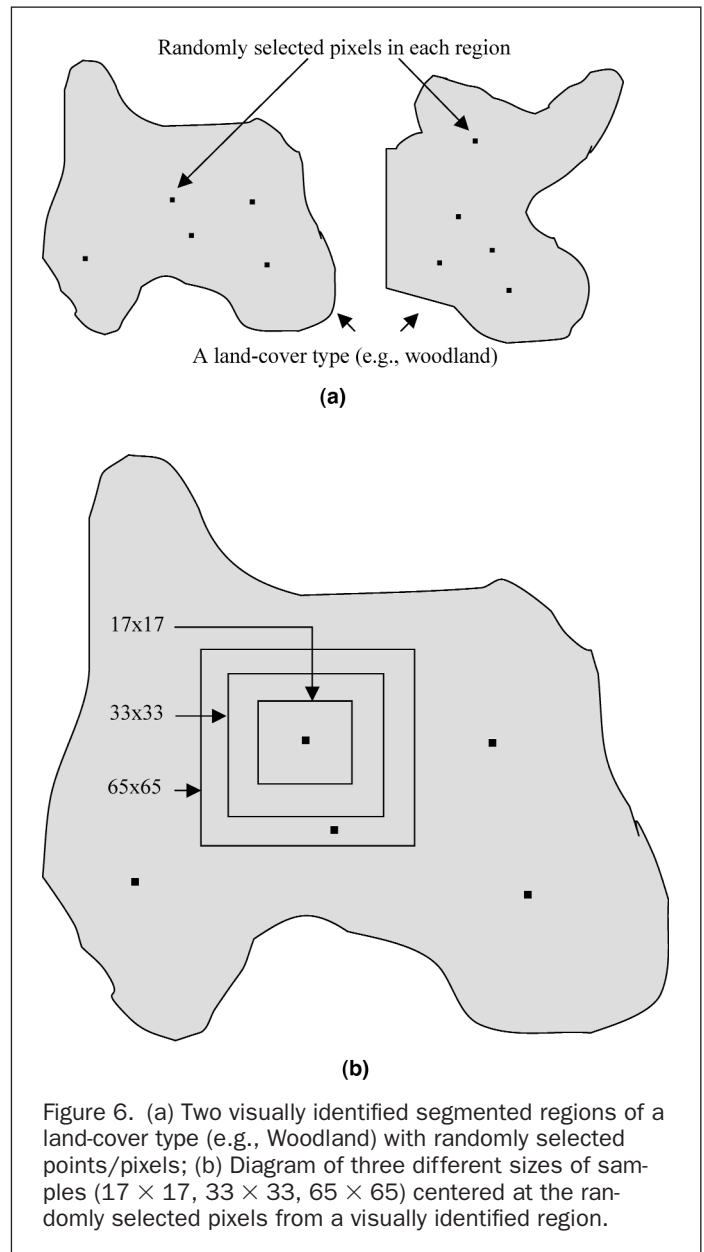 Randomly selected pixels in each region
A land-cover type (e.g., woodland)
(a)
17x17
33x33
65x65
(b)
Figure 6. (a) Two visually identified segmented regions of a
land-cover type (e.g., Woodland) with randomly selected
points/pixels; (b) Diagram of three different sizes of sam-
ples (17 × 17, 33 × 33, 65 × 65) centered at the ran-
domly selected pixels from a visually identified region.